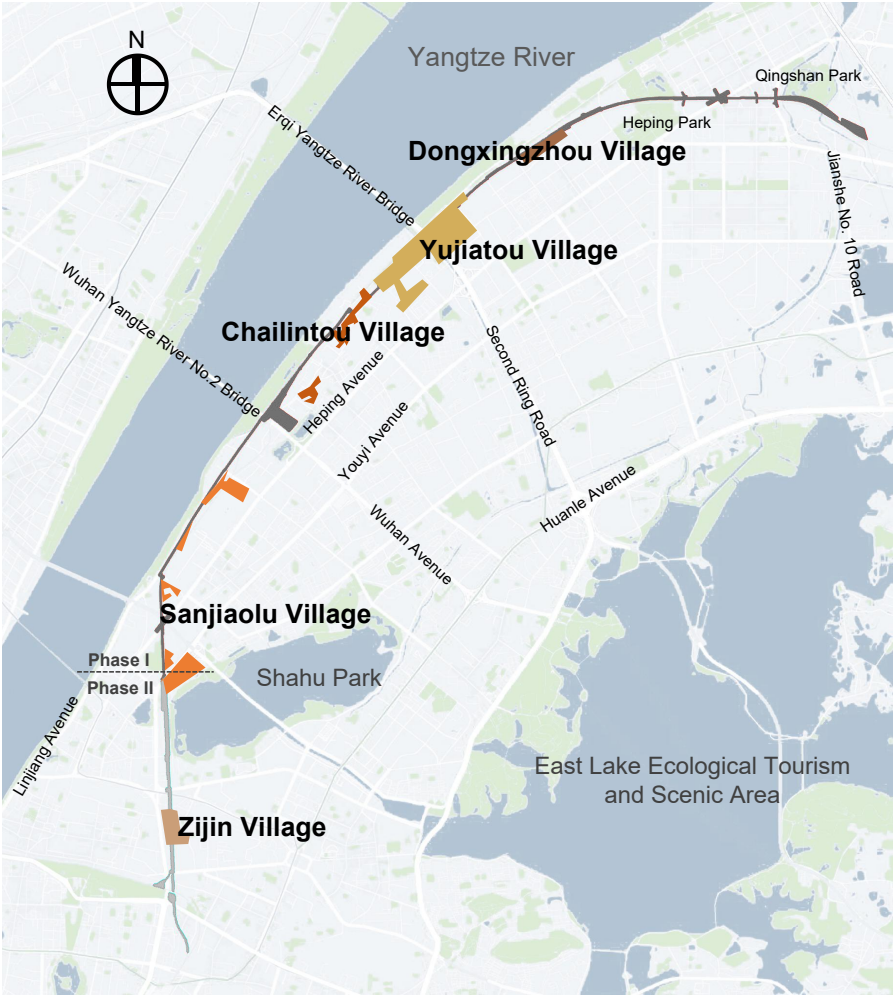 N
Yangtze River
Qingshan Park
Heping Park
Erqi Yangtze River Bridge
Dongxingzhou Village
Jianshe No. 10 Road
Yujiatou Village
Wuhan Yangtze River No.2 Bridge
Chailintou Village
Second Ring Road
Heping Avenue
Youyi Avenue
Huanle Avenue
Wuhan Avenue
Sanjiaolu Village
Phase I
Phase II
Shahu Park
Linjiang Avenue
East Lake Ecological Tourism
and Scenic Area
Zijin Village